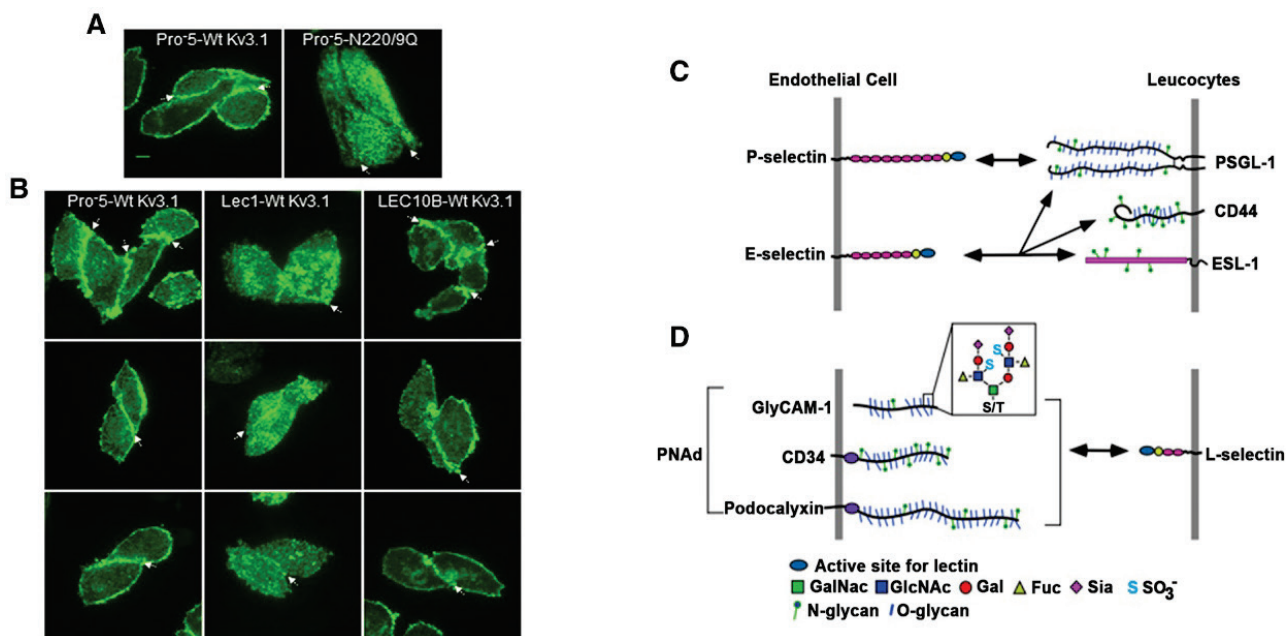 A
Pro⁻5-Wt Kv3.1 Pro⁻5-N220/9Q
B
Pro⁻5-Wt Kv3.1 Lec1-Wt Kv3.1 LEC10B-Wt Kv3.1
C
Endothelial Cell Leucocytes
P-selectin PSGL-1
CD44
E-selectin ESL-1
D
S
S
S/T
GlyCAM-1
PNAd CD34 L-selectin
Podocalyxin
Active site for lectin
GalNac GlcNAc Gal Fuc Sia S SO₃⁻
N-glycan O-glycan
Fuc Fuc